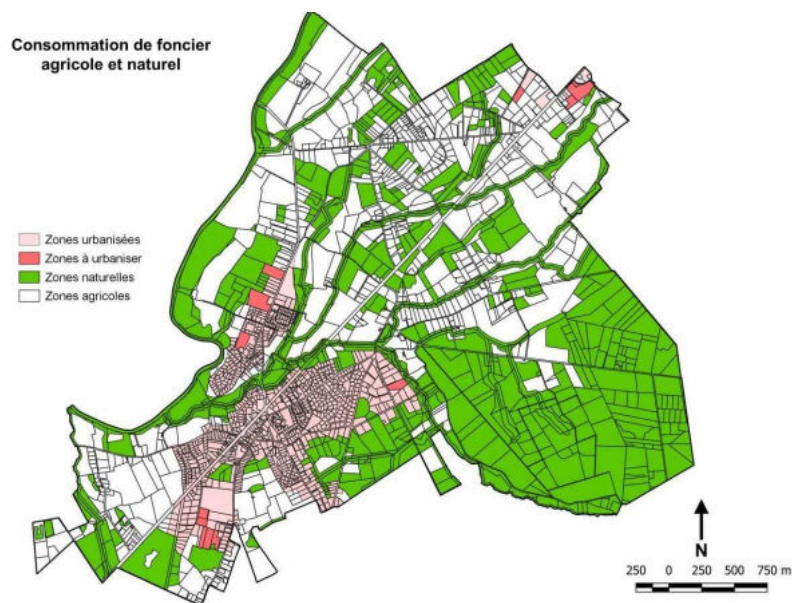 Consommation de foncier
agricole et naturel
Zones urbanisées
Zones à urbaniser
Zones naturelles
Zones agricoles
N
250 0 250 500 750 m